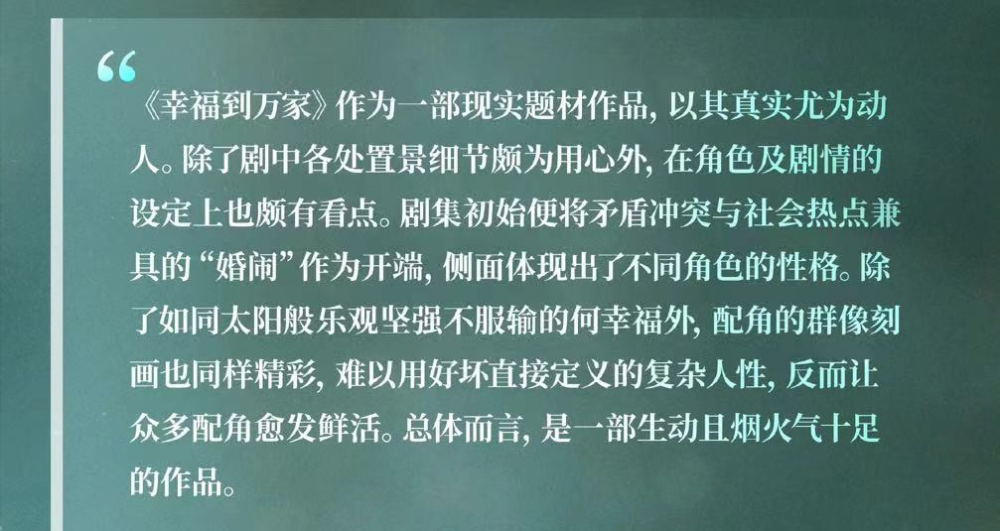 “
《幸福到万家》作为一部现实题材作品, 以其真实尤为动
人。除了剧中各处置景细节颇为用心外, 在角色及剧情的
设定上也颇有看点。剧集初始便将矛盾冲突与社会热点兼
具的“婚闹”作为开端, 侧面体现出了不同角色的性格。除
了如同太阳般乐观坚强不服输的何幸福外, 配角的群像刻
画也同样精彩, 难以用好坏直接定义的复杂人性, 反而让
众多配角愈发鲜活。总体而言, 是一部生动且烟火气十足
的作品。